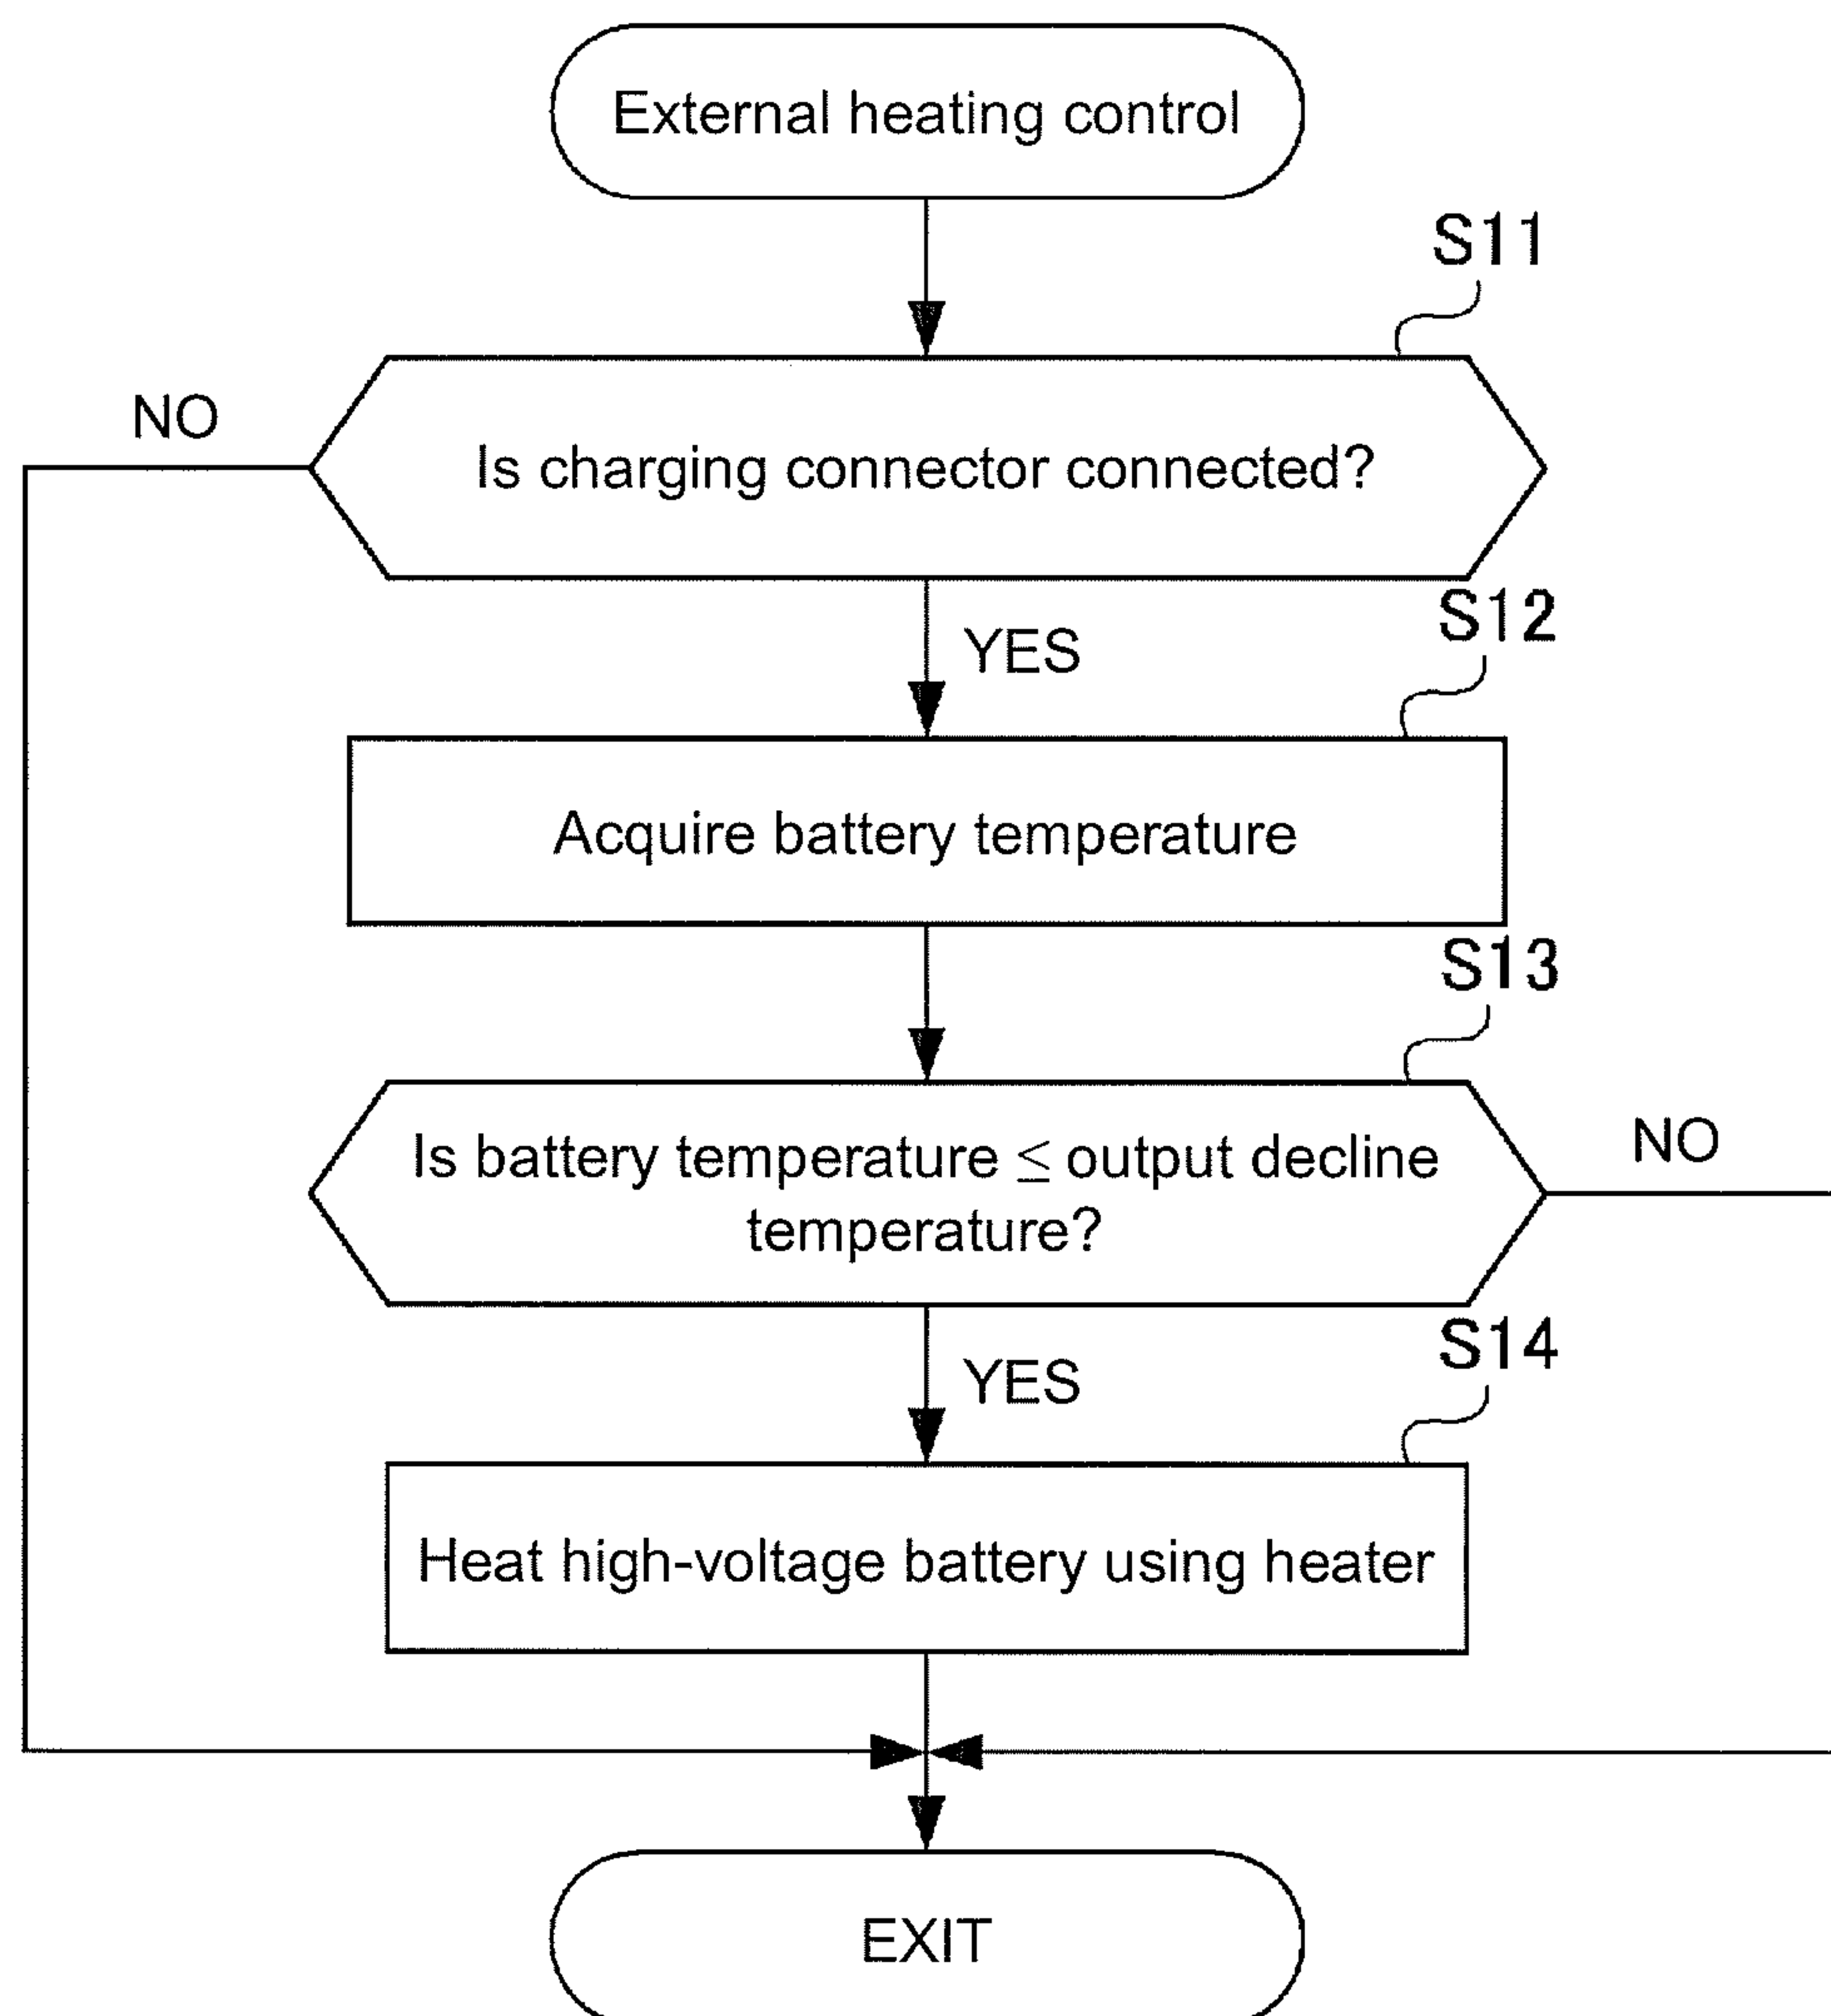 External heating control
S11
NO
Is charging connector connected?
YES
S12
Acquire battery temperature
S13
Is battery temperature ≤ output decline
temperature?
NO
YES
S14
Heat high-voltage battery using heater
EXIT